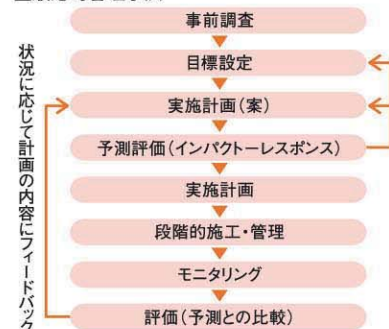 事前調査
目標設定
実施計画(案)
予測評価(インパクトーレスポンス)
実施計画
段階的施工・管理
モニタリング
評価(予測との比較)
状況に応じて計画の内容にフィードバック